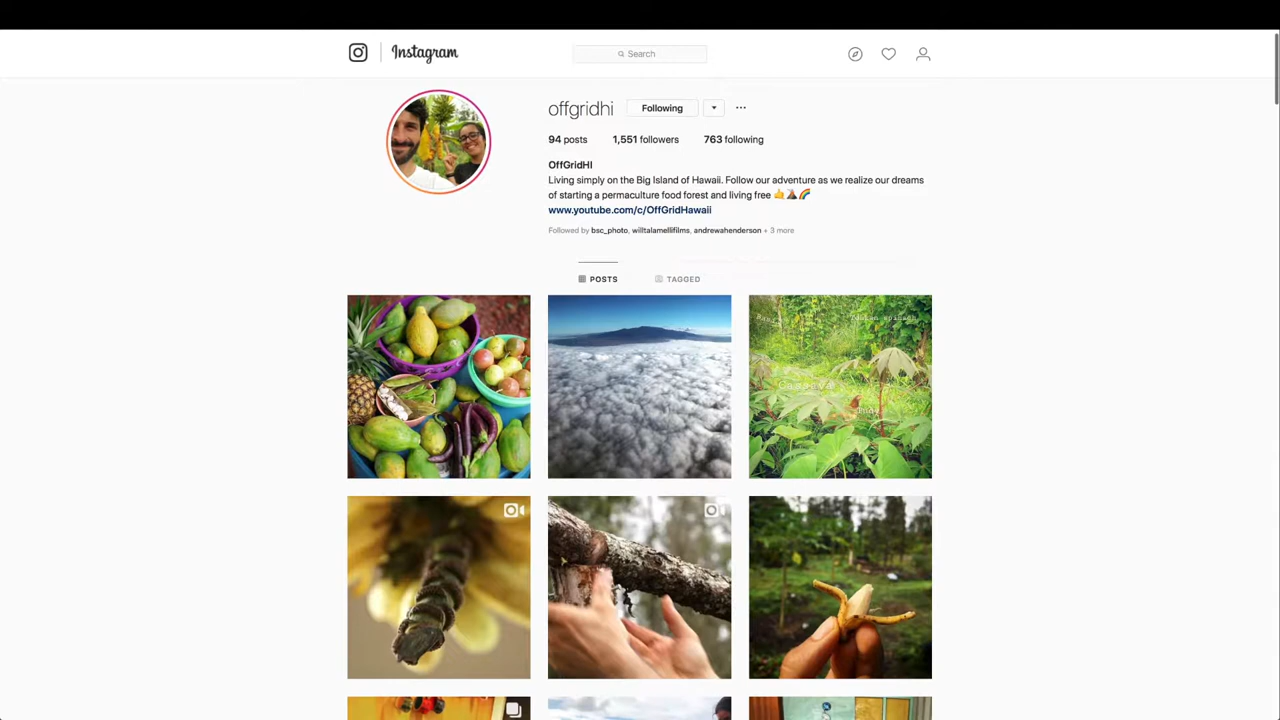 Instagram
Search
offgridhi Following ...
94 posts 1,551 followers 763 following
OffGridHI
Living simply on the Big Island of Hawaii. Follow our adventure as we realize our dreams
of starting a permaculture food forest and living free 🤙🌋🌈
www.youtube.com/c/OffGridHawaii
Followed by bsc_photo, willtalamellifilms, andrewahenderson + 3 more
POSTS TAGGED
Cassava